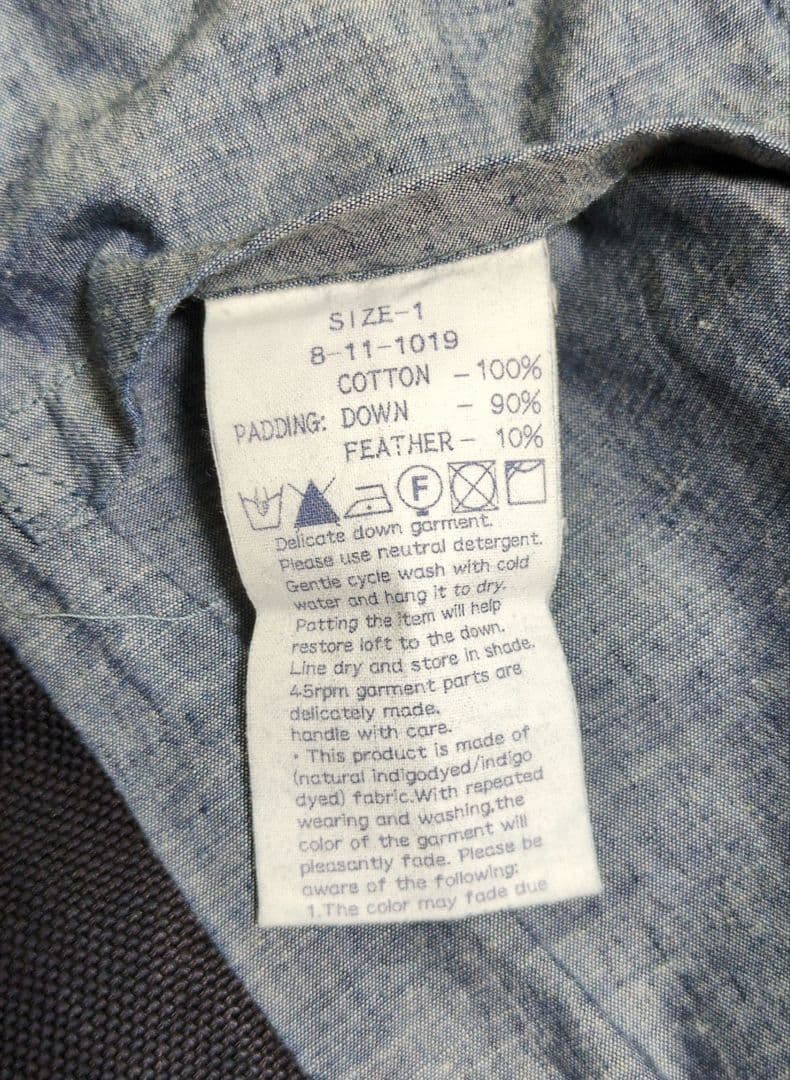 SIZE-1
8-11-1019
COTTON - 100%
PADDING: DOWN - 90%
FEATHER - 10%
F
Delicate down garment.
Please use neutral detergent.
Gentle cycle wash with cold
water and hang it to dry.
Patting the item will help
restore loft to the down.
Line dry and store in shade.
45rpm garment parts are
delicately made.
handle with care.
・This product is made of
(natural indigodyed/indigo
dyed) fabric.With repeated
wearing and washing,the
color of the garment will
pleasantly fade. Please be
aware of the following:
1.The color may fade due